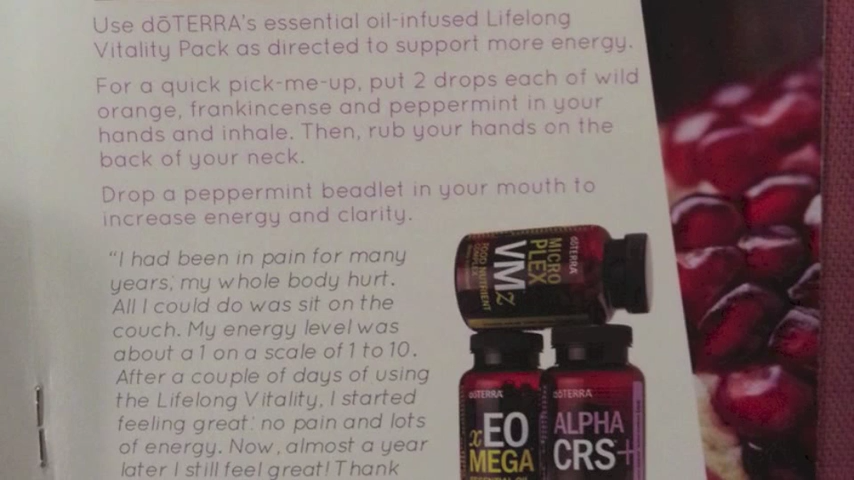 Use dōTERRA's essential oil-infused Lifelong
Vitality Pack as directed to support more energy.
For a quick pick-me-up, put 2 drops each of wild
orange, frankincense and peppermint in your
hands and inhale. Then, rub your hands on the
back of your neck.
Drop a peppermint beadlet in your mouth to
increase energy and clarity.
"I had been in pain for many
years; my whole body hurt.
All I could do was sit on the
couch. My energy level was
about a 1 on a scale of 1 to 10.
After a couple of days of using
the Lifelong Vitality, I started
feeling great: no pain and lots
of energy. Now, almost a year
later I still feel great! Thank
dōTERRA
MICRO
PLEX
VMz
FOOD NUTRIENT
COMPLEX
dōTERRA
xEO
MEGA
ESSENTIAL OIL
dōTERRA
ALPHA
CRS+